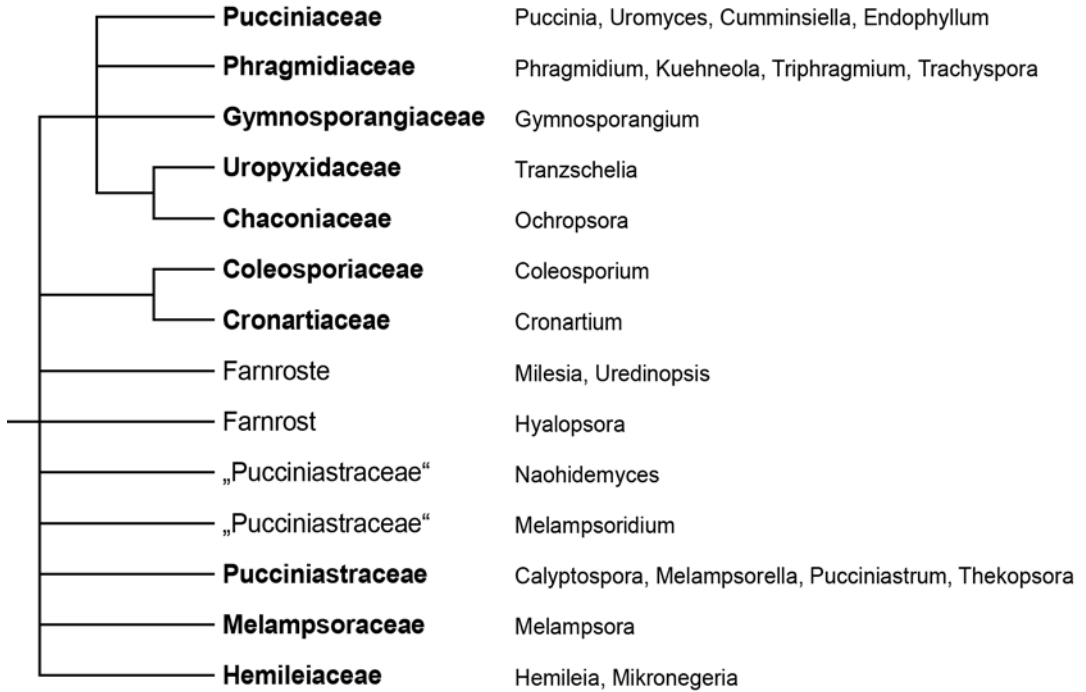 Pucciniaceae Puccinia, Uromyces, Cumminsiella, Endophyllum
Phragmidiaceae Phragmidium, Kuehneola, Triphragmium, Trachyspora
Gymnosporangiaceae Gymnosporangium
Uropyxidaceae Tranzschelia
Chaconiaceae Ochropsora
Coleosporiaceae Coleosporium
Cronartiaceae Cronartium
Farnroste Milesia, Uredinopsis
Farnrost Hyalopsora
„Pucciniastraceae“ Naohidemyces
„Pucciniastraceae“ Melampsoridium
Pucciniastraceae Calyptospora, Melampsorella, Pucciniastrum, Thekopsora
Melampsoraceae Melampsora
Hemileiaceae Hemileia, Mikronegeria